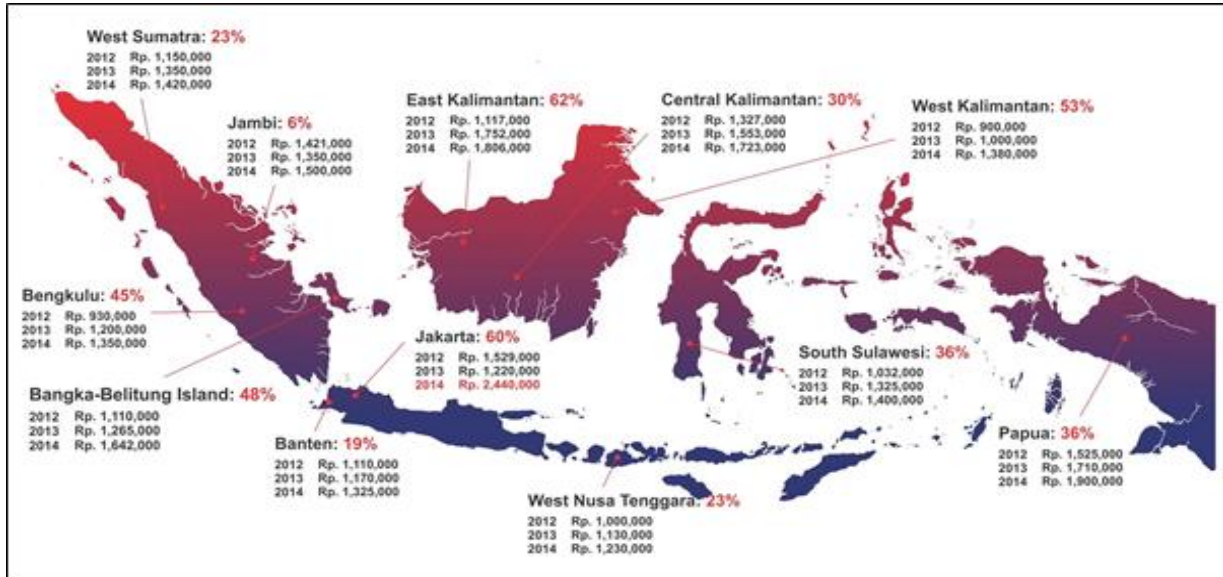 West Sumatra: 23%
2012 Rp. 1,150,000
2013 Rp. 1,350,000
2014 Rp. 1,420,000
Jambi: 6%
2012 Rp. 1,421,000
2013 Rp. 1,350,000
2014 Rp. 1,500,000
East Kalimantan: 62%
2012 Rp. 1,117,000
2013 Rp. 1,752,000
2014 Rp. 1,806,000
Central Kalimantan: 30%
2012 Rp. 1,327,000
2013 Rp. 1,553,000
2014 Rp. 1,723,000
West Kalimantan: 53%
2012 Rp. 900,000
2013 Rp. 1,000,000
2014 Rp. 1,380,000
Bengkulu: 45%
2012 Rp. 930,000
2013 Rp. 1,200,000
2014 Rp. 1,350,000
Bangka-Belitung Island: 48%
2012 Rp. 1,110,000
2013 Rp. 1,265,000
2014 Rp. 1,642,000
Jakarta: 60%
2012 Rp. 1,529,000
2013 Rp. 1,220,000
2014 Rp. 2,440,000
Banten: 19%
2012 Rp. 1,110,000
2013 Rp. 1,170,000
2014 Rp. 1,325,000
West Nusa Tenggara: 23%
2012 Rp. 1,000,000
2013 Rp. 1,130,000
2014 Rp. 1,230,000
South Sulawesi: 36%
2012 Rp. 1,032,000
2013 Rp. 1,325,000
2014 Rp. 1,400,000
Papua: 36%
2012 Rp. 1,525,000
2013 Rp. 1,710,000
2014 Rp. 1,900,000